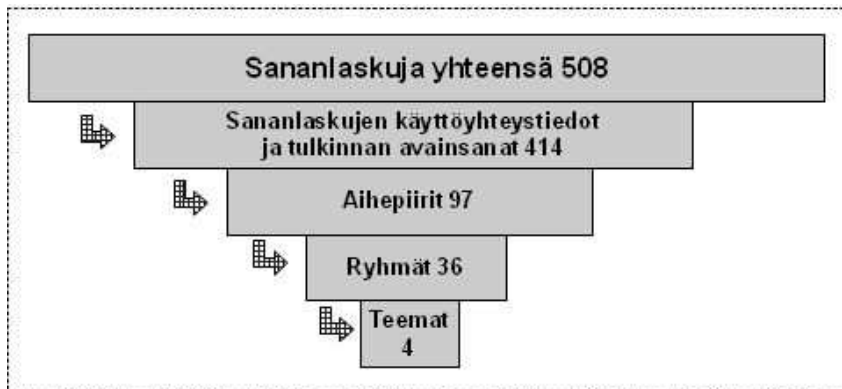 Sananlaskuja yhteensä 508
Sananlaskujen käyttöyhteystiedot
ja tulkinnan avainsanat 414
Aihepiirit 97
Ryhmät 36
Teemat
4